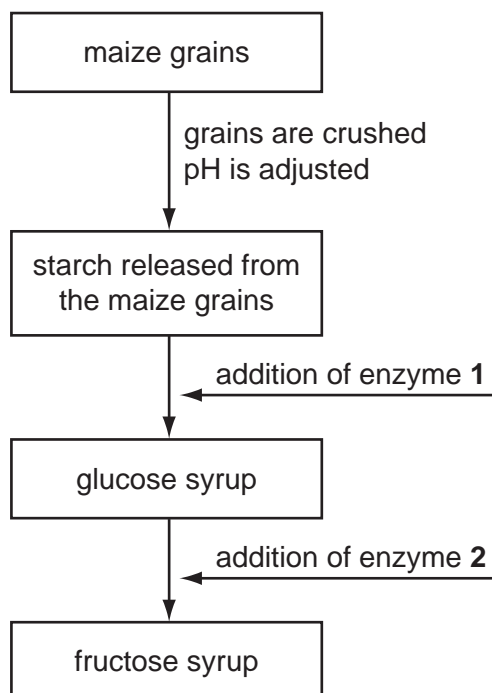 maize grains
grains are crushed
pH is adjusted
starch released from
the maize grains
addition of enzyme 1
glucose syrup
addition of enzyme 2
fructose syrup